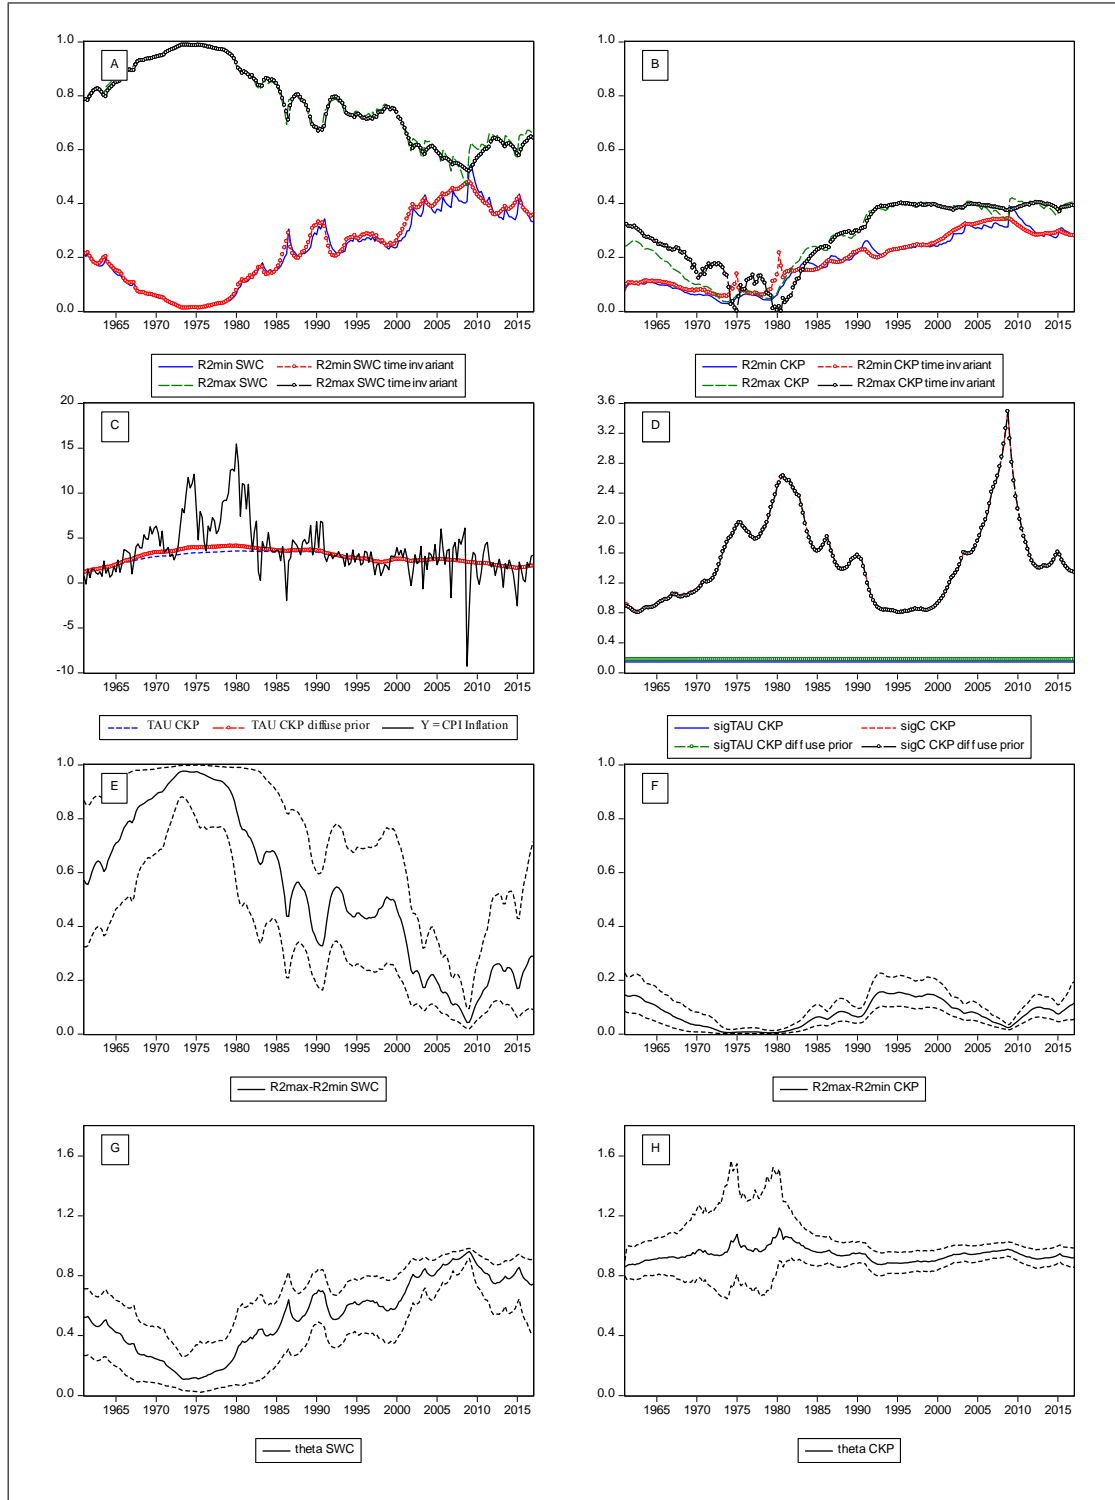 A
1.0
0.8
0.6
0.4
0.2
0.0
1965 1970 1975 1980 1985 1990 1995 2000 2005 2010 2015
R2min SWC R2min SWC time invariant
R2max SWC R2max SWC time invariant
B
1.0
0.8
0.6
0.4
0.2
0.0
1965 1970 1975 1980 1985 1990 1995 2000 2005 2010 2015
R2min CKP R2min CKP time invariant
R2max CKP R2max CKP time invariant
C
20
15
10
5
0
-5
-10
1965 1970 1975 1980 1985 1990 1995 2000 2005 2010 2015
TAU CKP TAU CKP diffuse prior Y = CPI Inflation
D
3.6
3.2
2.8
2.4
2.0
1.6
1.2
0.8
0.4
0.0
1965 1970 1975 1980 1985 1990 1995 2000 2005 2010 2015
sigTAU CKP sigC CKP
sigTAU CKP diffuse prior sigC CKP diffuse prior
E
1.0
0.8
0.6
0.4
0.2
0.0
1965 1970 1975 1980 1985 1990 1995 2000 2005 2010 2015
R2max-R2min SWC
F
1.0
0.8
0.6
0.4
0.2
0.0
1965 1970 1975 1980 1985 1990 1995 2000 2005 2010 2015
R2max-R2min CKP
G
1.6
1.2
0.8
0.4
0.0
1965 1970 1975 1980 1985 1990 1995 2000 2005 2010 2015
theta SWC
H
1.6
1.2
0.8
0.4
0.0
1965 1970 1975 1980 1985 1990 1995 2000 2005 2010 2015
theta CKP